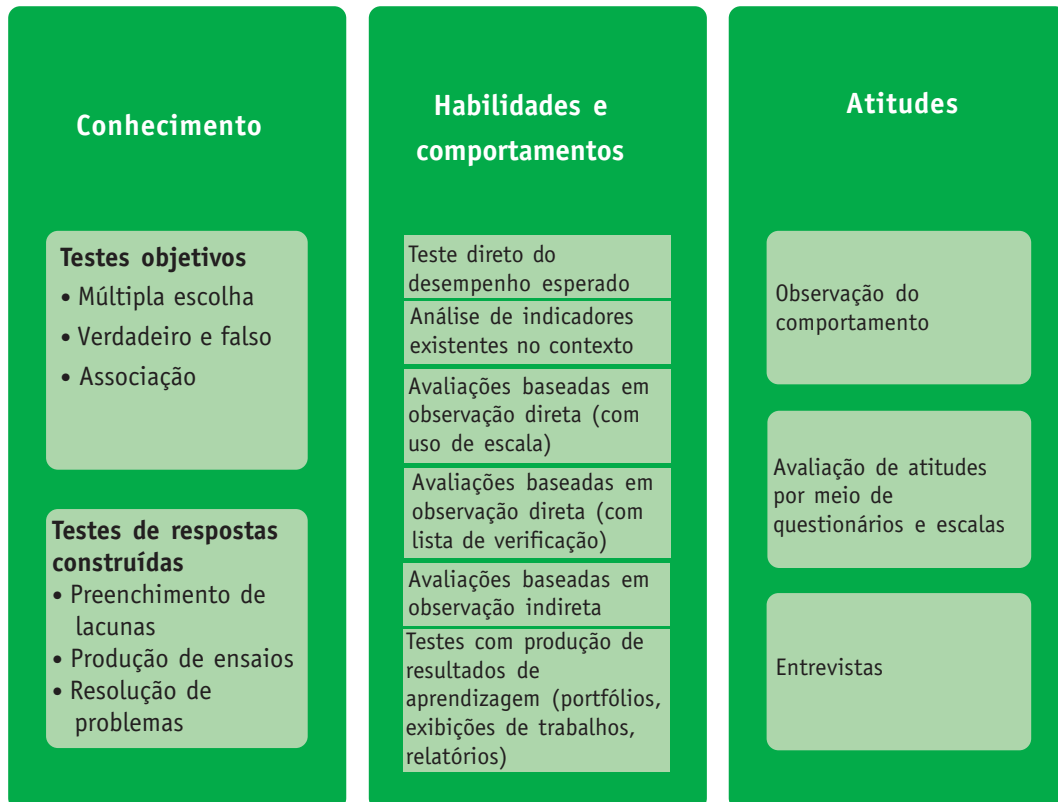 Conhecimento
Testes objetivos
• Múltipla escolha
• Verdadeiro e falso
• Associação
Testes de respostas
construídas
• Preenchimento de
lacunas
• Produção de ensaios
• Resolução de
problemas
Habilidades e
comportamentos
Teste direto do
desempenho esperado
Análise de indicadores
existentes no contexto
Avaliações baseadas em
observação direta (com
uso de escala)
Avaliações baseadas em
observação direta (com
lista de verificação)
Avaliações baseadas em
observação indireta
Testes com produção de
resultados de
aprendizagem (portfólios,
exibições de trabalhos,
relatórios)
Atitudes
Observação do
comportamento
Avaliação de atitudes
por meio de
questionários e escalas
Entrevistas